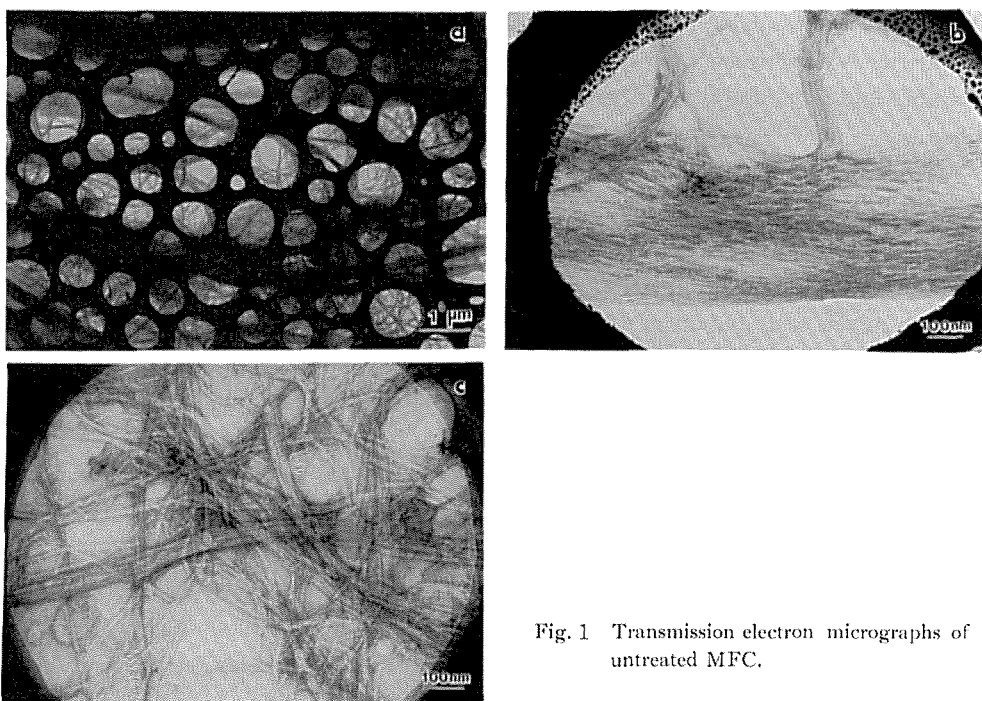 a
1 μm
b
100nm
c
100nm
Fig. 1 Transmission electron micrographs of
untreated MFC.